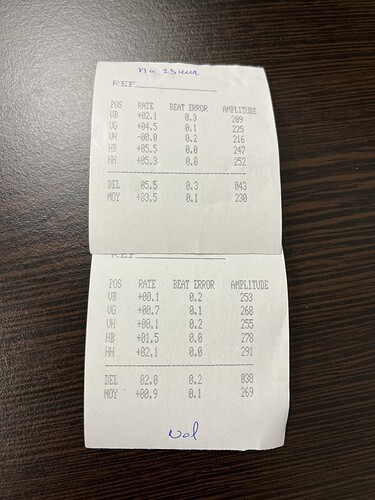 na 23 uur
REF
POS RATE BEAT ERROR AMPLITUDE
VB +02.1 0.3 209
VG +04.5 0.1 225
VH -00.0 0.2 216
HB +05.5 0.0 247
HH +05.3 0.0 252
DEL 05.5 0.3 043
MOY +03.5 0.1 230
REF
POS RATE BEAT ERROR AMPLITUDE
VB +00.1 0.2 253
VG +00.7 0.1 268
VH +00.1 0.2 255
HB +01.5 0.0 278
HH +02.1 0.0 291
DEL 02.0 0.2 038
MOY +00.9 0.1 269
vol